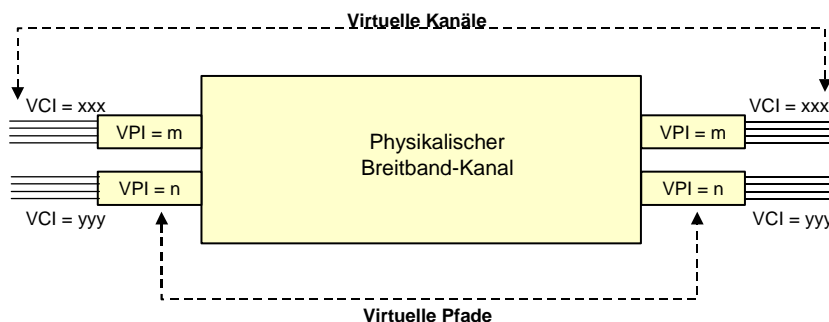 Virtuelle Kanäle
VCI = xxx
VCI = xxx
VPI = m
VPI = m
Physikalischer
Breitband-Kanal
VPI = n
VPI = n
VCI = yyy
VCI = yyy
Virtuelle Pfade